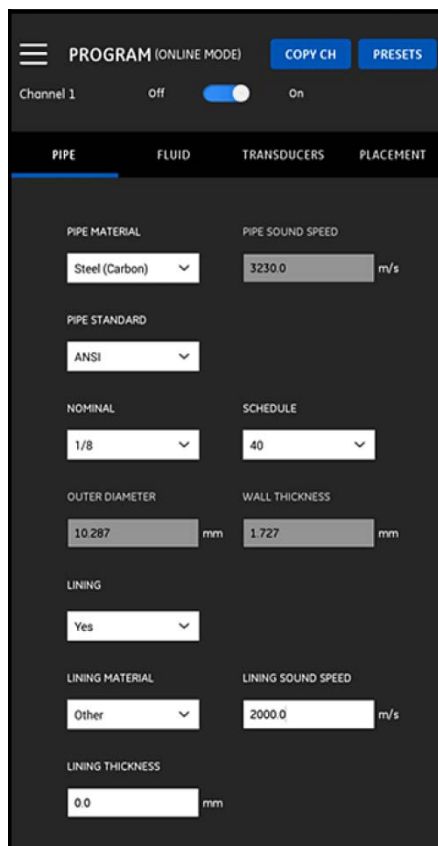 PROGRAM (ONLINE MODE) COPY CH PRESETS
Channel 1 Off On
PIPE FLUID TRANSDUCERS PLACEMENT
PIPE MATERIAL PIPE SOUND SPEED
Steel (Carbon) 3230.0 m/s
PIPE STANDARD
ANSI
NOMINAL SCHEDULE
1/8 40
OUTER DIAMETER WALL THICKNESS
10.287 mm 1.727 mm
LINING
Yes
LINING MATERIAL LINING SOUND SPEED
Other 2000.0 m/s
LINING THICKNESS
0.0 mm